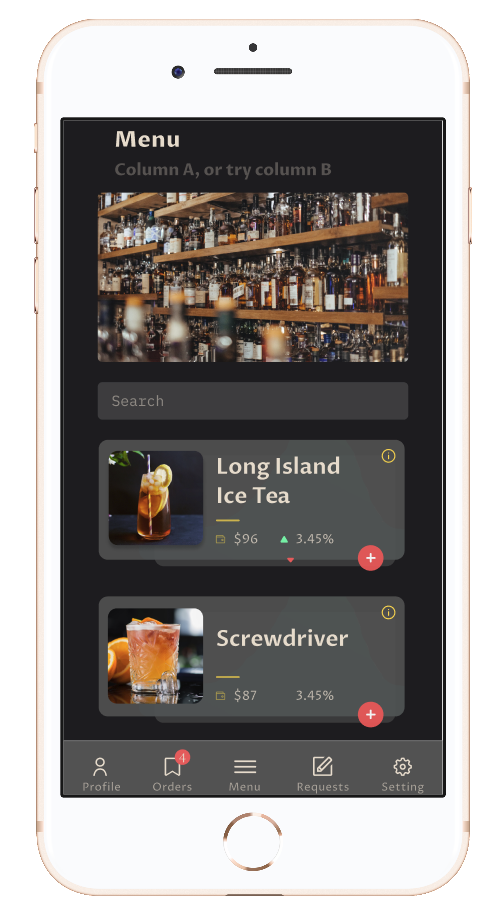 Menu
Column A, or try column B
Search
Long Island
Ice Tea
$96 3.45%
Screwdriver
$87 3.45%
4
Profile Orders Menu Requests Setting